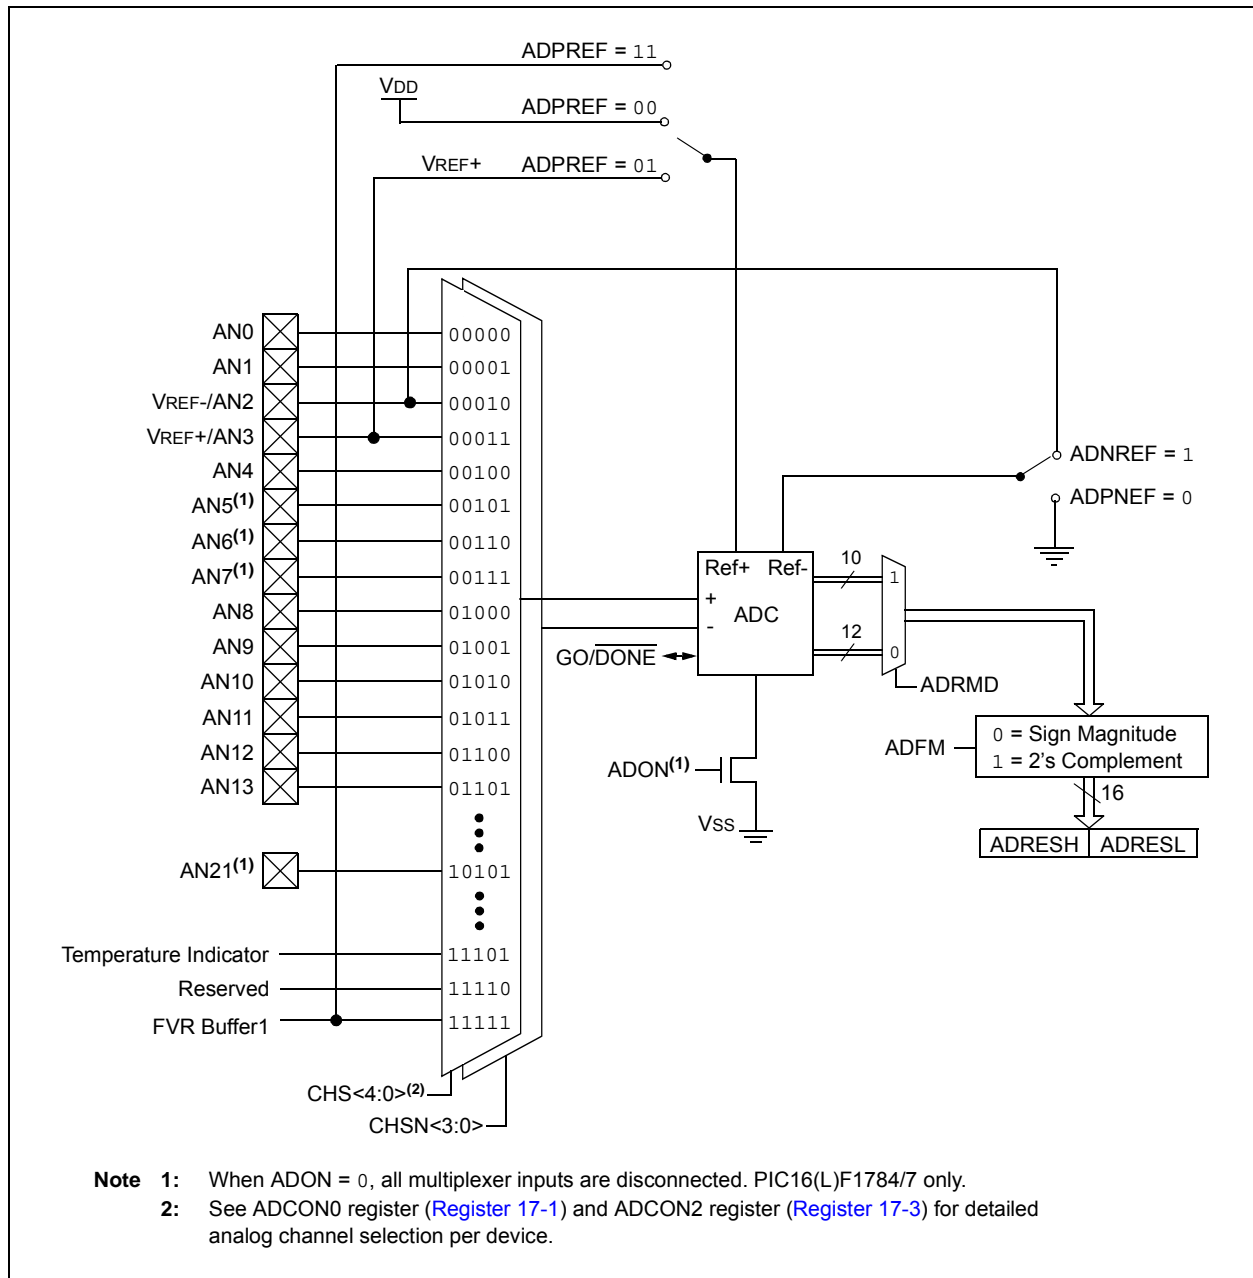 ADPREF = 11
VDD
ADPREF = 00
VREF+ ADPREF = 01
AN0 00000
AN1 00001
VREF-/AN2 00010
VREF+/AN3 00011
ADNREF = 1
AN4 00100
ADPNEF = 0
AN5(1) 00101
AN6(1) 00110
AN7(1) 00111
Ref+ Ref- 10 1
AN8 01000 + ADC
- 12
AN9 01001
GO/DONE 0
AN10 01010
ADRMD
AN11 01011
AN12 01100
AN13 01101
ADFM
0 = Sign Magnitude
1 = 2's Complement
ADON(1)
16
VSS
ADRESH ADRESL
AN21(1) 10101
Temperature Indicator 11101
Reserved 11110
FVR Buffer1 11111
CHS<4:0>(2)
CHSN<3:0>
Note 1: When ADON = 0, all multiplexer inputs are disconnected. PIC16(L)F1784/7 only.
2: See ADCON0 register (Register 17-1) and ADCON2 register (Register 17-3) for detailed
analog channel selection per device.